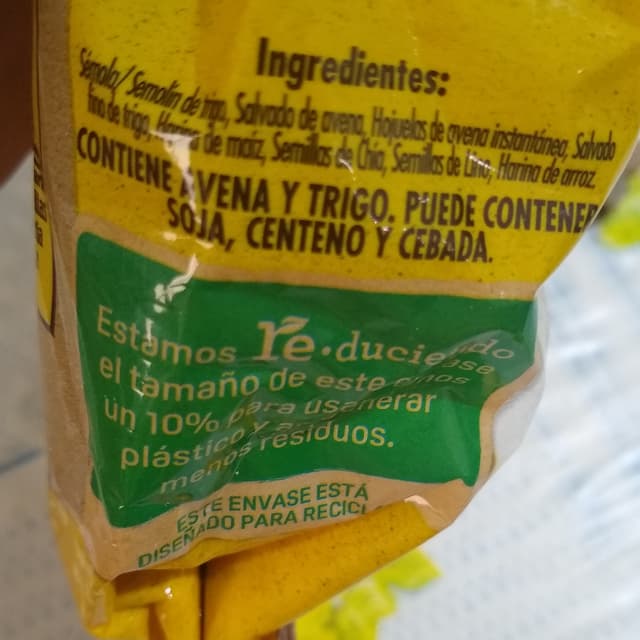 Ingredientes:
Sémola/ Semolín de trigo, Salvado de avena, Hojuelas de avena instantánea, Salvado
fino de trigo, Harina de maíz, Semillas de Chía, Semillas de Lino, Harina de arroz.
CONTIENE AVENA Y TRIGO. PUEDE CONTENER
SOJA, CENTENO Y CEBADA.
Estamos re•duciendo
el tamaño de este
un 10% para usar
plástico y
menos residuos.
ESTE ENVASE ESTÁ
DISEÑADO PARA